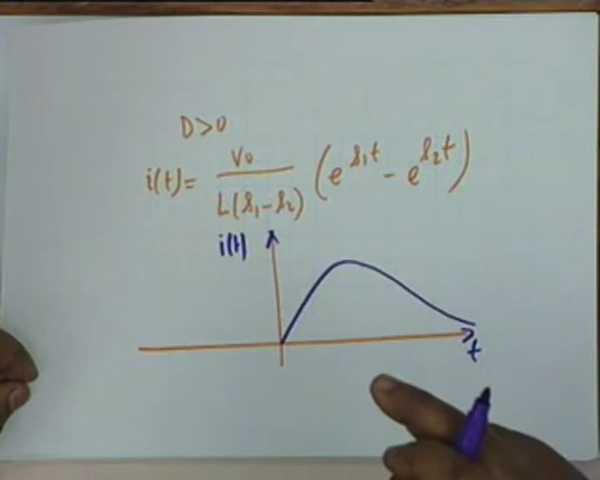 D>0
i(t)= V₀ / L(s₁-s₂) (e^s₁t - e^s₂t)
i(t)
t